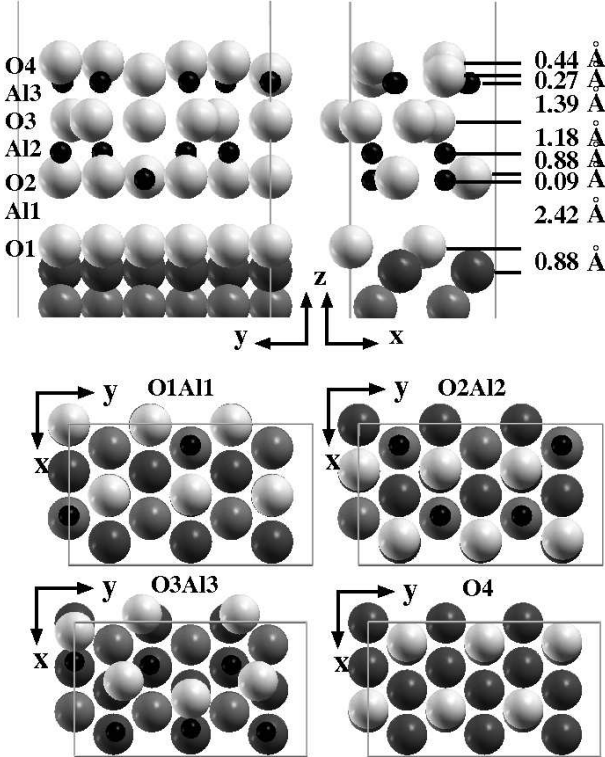 O4
Al3
O3
Al2
O2
Al1
O1
0.44 Å
0.27 Å
1.39 Å
1.18 Å
0.88 Å
0.09 Å
2.42 Å
0.88 Å
z
y
x
y
O1Al1
x
y
O2Al2
x
y
O3Al3
x
y
O4
x